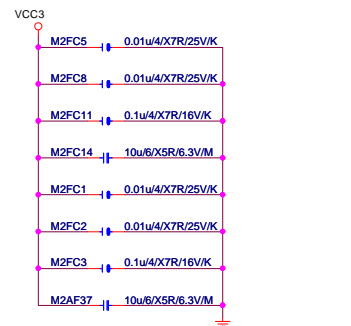 VCC3
M2FC5 0.01u/4/X7R/25V/K
M2FC8 0.01u/4/X7R/25V/K
M2FC11 0.1u/4/X7R/16V/K
M2FC14 10u/6/X5R/6.3V/M
M2FC1 0.01u/4/X7R/25V/K
M2FC2 0.01u/4/X7R/25V/K
M2FC3 0.1u/4/X7R/16V/K
M2AF37 10u/6/X5R/6.3V/M